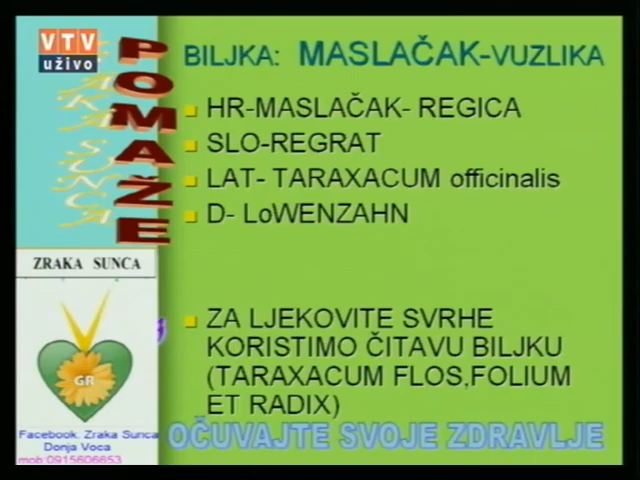 VTV
uživo
POMAŽE
ZRAKA SUNCA
GR
Facebook. Zraka Sunca
Donja Voca
mob:0915606653
BILJKA: MASLAČAK-VUZLIKA
HR-MASLAČAK- REGICA
SLO-REGRAT
LAT- TARAXACUM officinalis
D- LoWENZAHN
ZA LJEKOVITE SVRHE
KORISTIMO ČITAVU BILJKU
(TARAXACUM FLOS,FOLIUM
ET RADIX)
OČUVAJTE SVOJE ZDRAVLJE